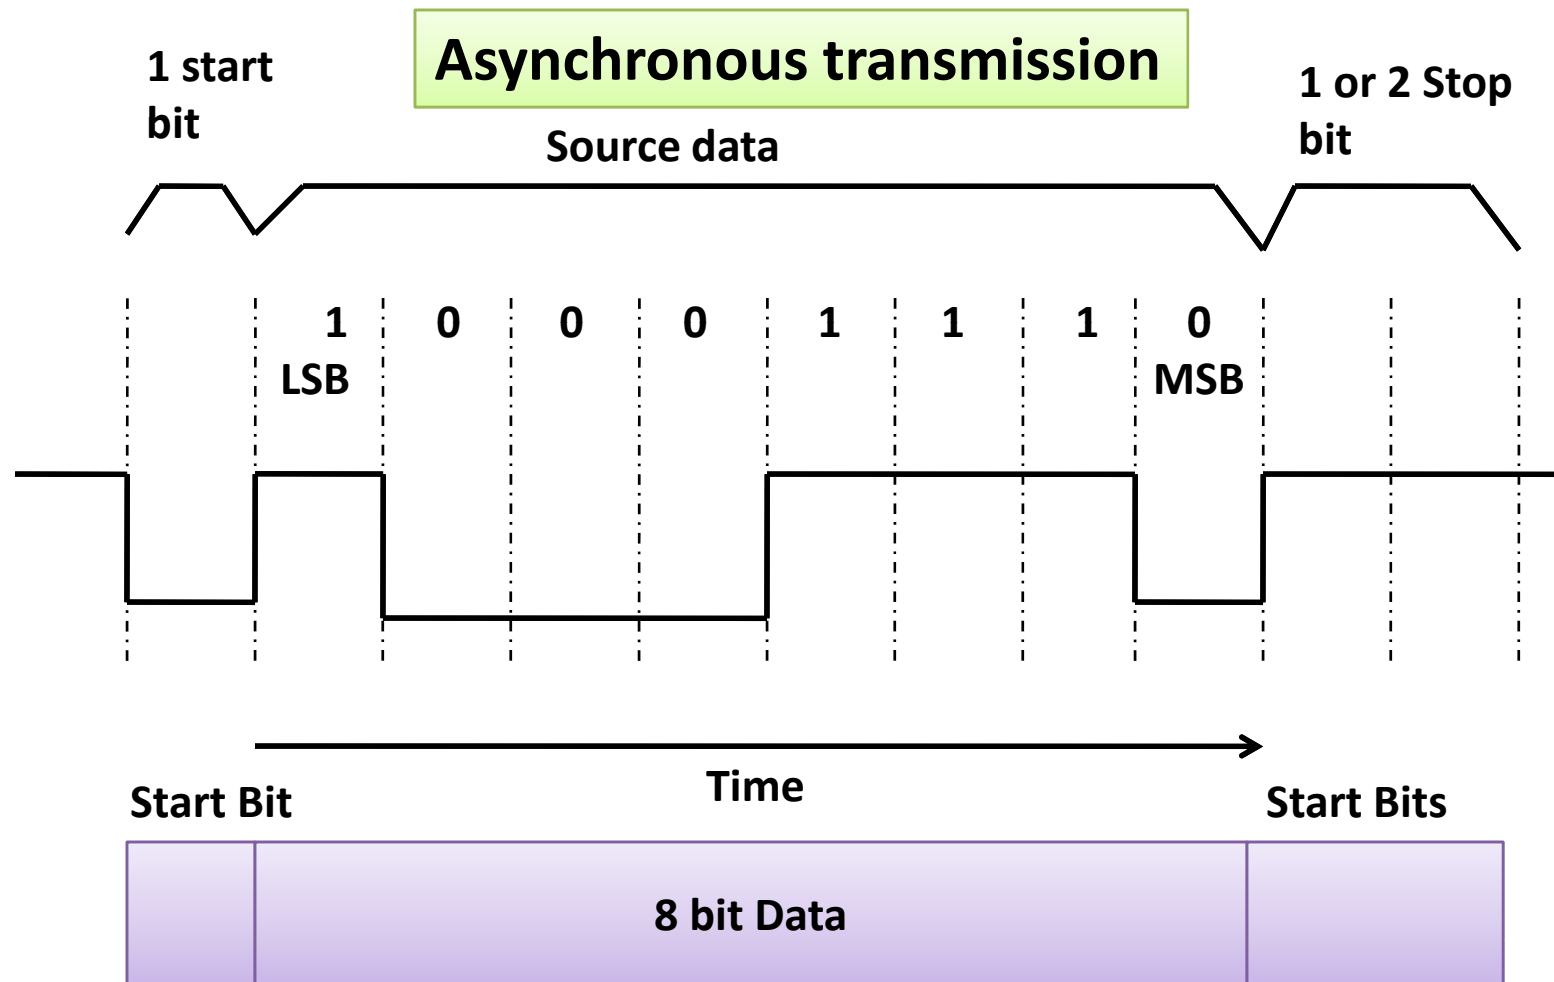 Asynchronous transmission
1 start
bit
1 or 2 Stop
bit
Source data
1 0 0 0 1 1 1 0
LSB MSB
Time
Start Bit Start Bits
8 bit Data